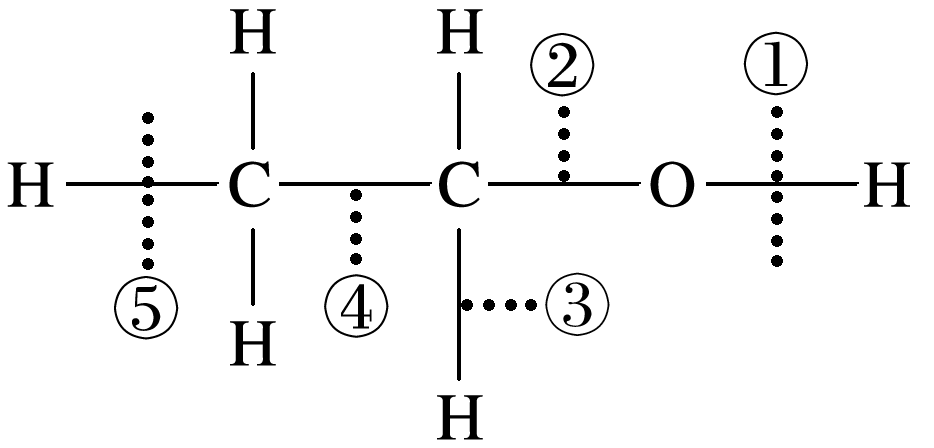 H H ② ①
H C C O H
⑤ H ④ ③
H